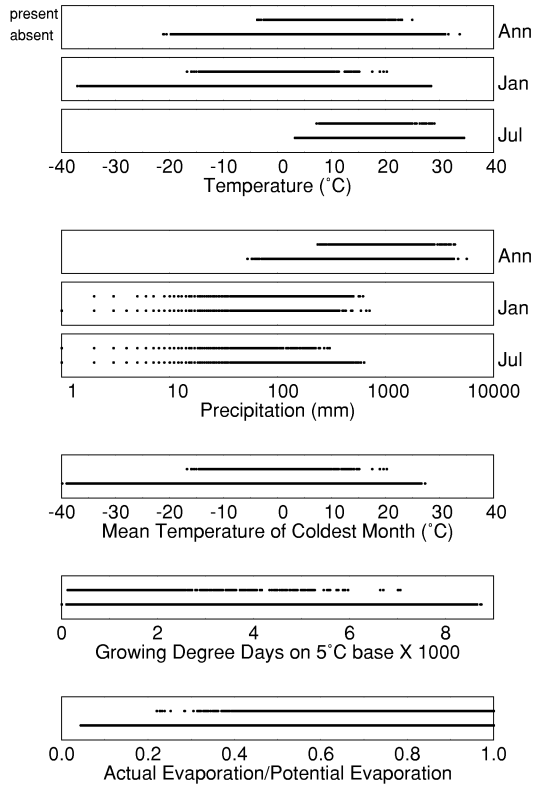 present
absent
Ann
Jan
Jul
-40 -30 -20 -10 0 10 20 30 40
Temperature (˚C)
Ann
Jan
Jul
1 10 100 1000 10000
Precipitation (mm)
-40 -30 -20 -10 0 10 20 30 40
Mean Temperature of Coldest Month (˚C)
0 2 4 6 8
Growing Degree Days on 5˚C base X 1000
0.0 0.2 0.4 0.6 0.8 1.0
Actual Evaporation/Potential Evaporation